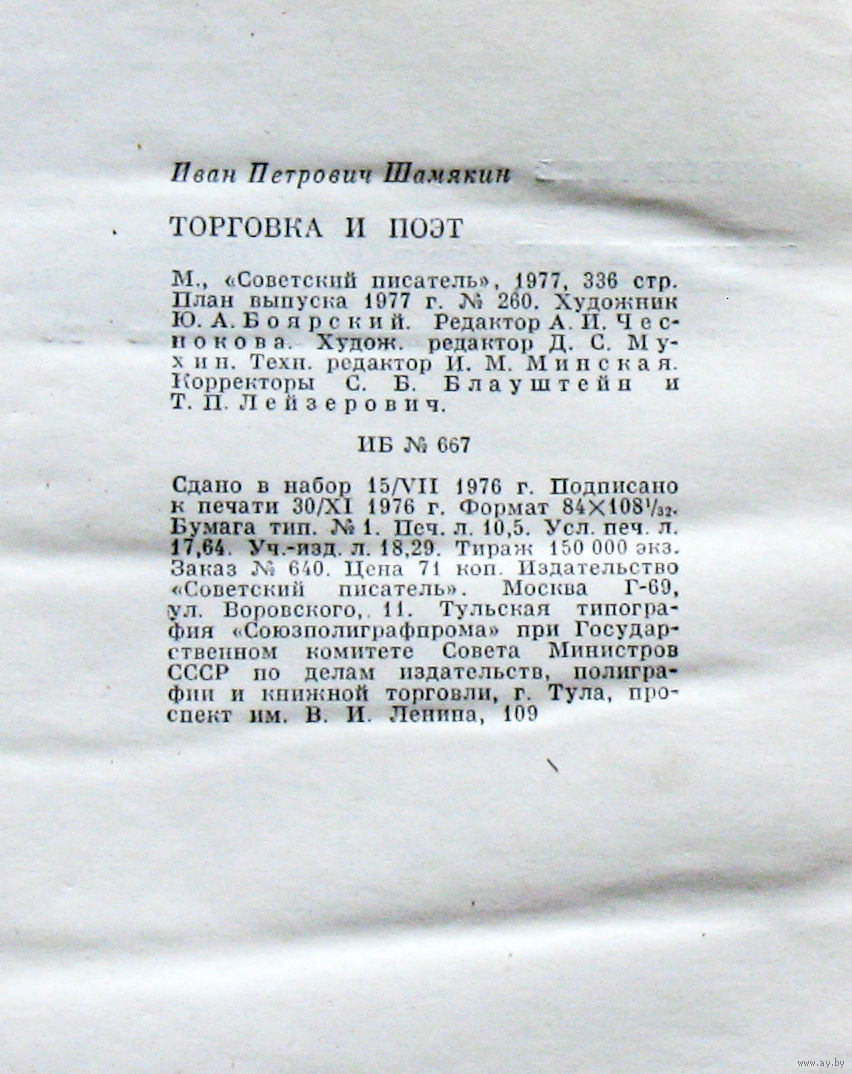 Иван Петрович Шамякин
ТОРГОВКА И ПОЭТ
М., «Советский писатель», 1977, 336 стр.
План выпуска 1977 г. № 260. Художник
Ю. А. Боярский. Редактор А. И. Чес-
нокова. Худож. редактор Д. С. Му-
хин. Техн. редактор И. М. Минская.
Корректоры С. Б. Блауштейн и
Т. П. Лейзерович.
ИБ № 667
Сдано в набор 15/VII 1976 г. Подписано
к печати 30/XI 1976 г. Формат 84×108¹/₃₂.
Бумага тип. № 1. Печ. л. 10,5. Усл. печ. л.
17,64. Уч.-изд. л. 18,29. Тираж 150 000 экз.
Заказ № 640. Цена 71 коп. Издательство
«Советский писатель». Москва Г-69,
ул. Воровского, 11. Тульская типогра-
фия «Союзполиграфпрома» при Государ-
ственном комитете Совета Министров
СССР по делам издательств, полигра-
фии и книжной торговли, г. Тула, про-
спект им. В. И. Ленина, 109
www.ay.by